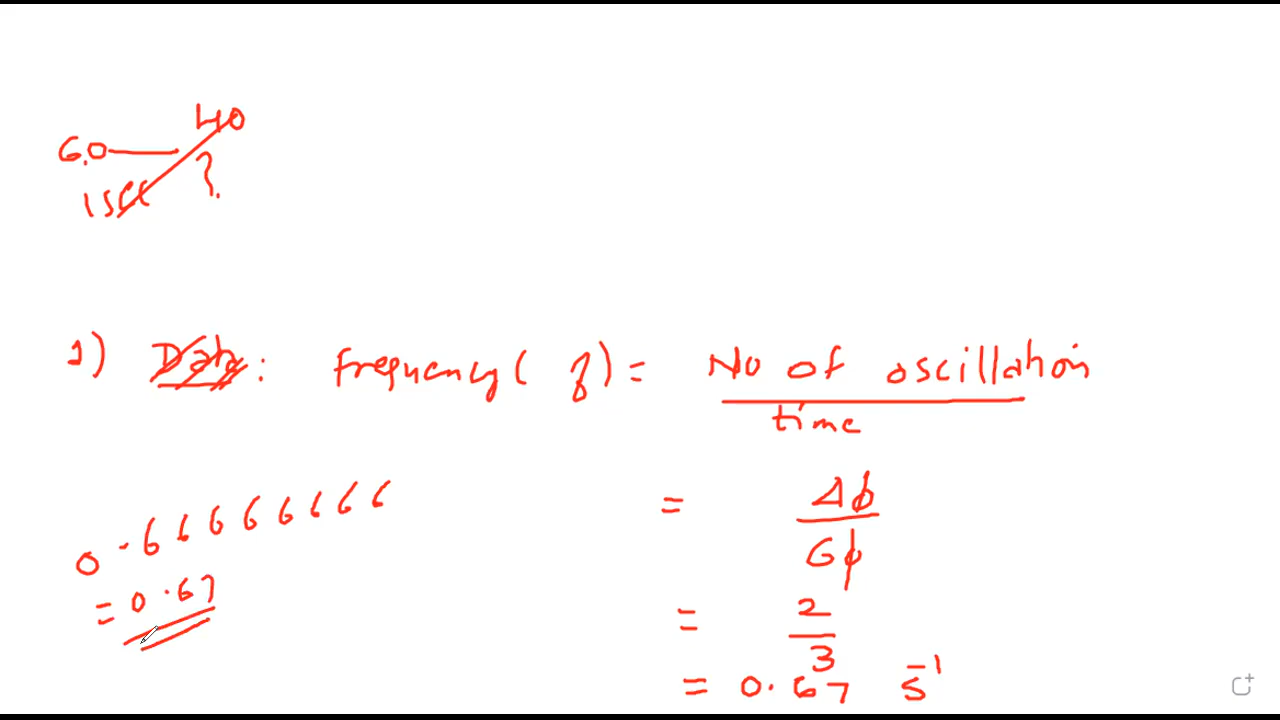 40
60
1sec ?
1) Data: Frequency( f) = No of oscillation
time
0.66666666
= 40
60
= 0.67
= 2
3
= 0.67 s-1